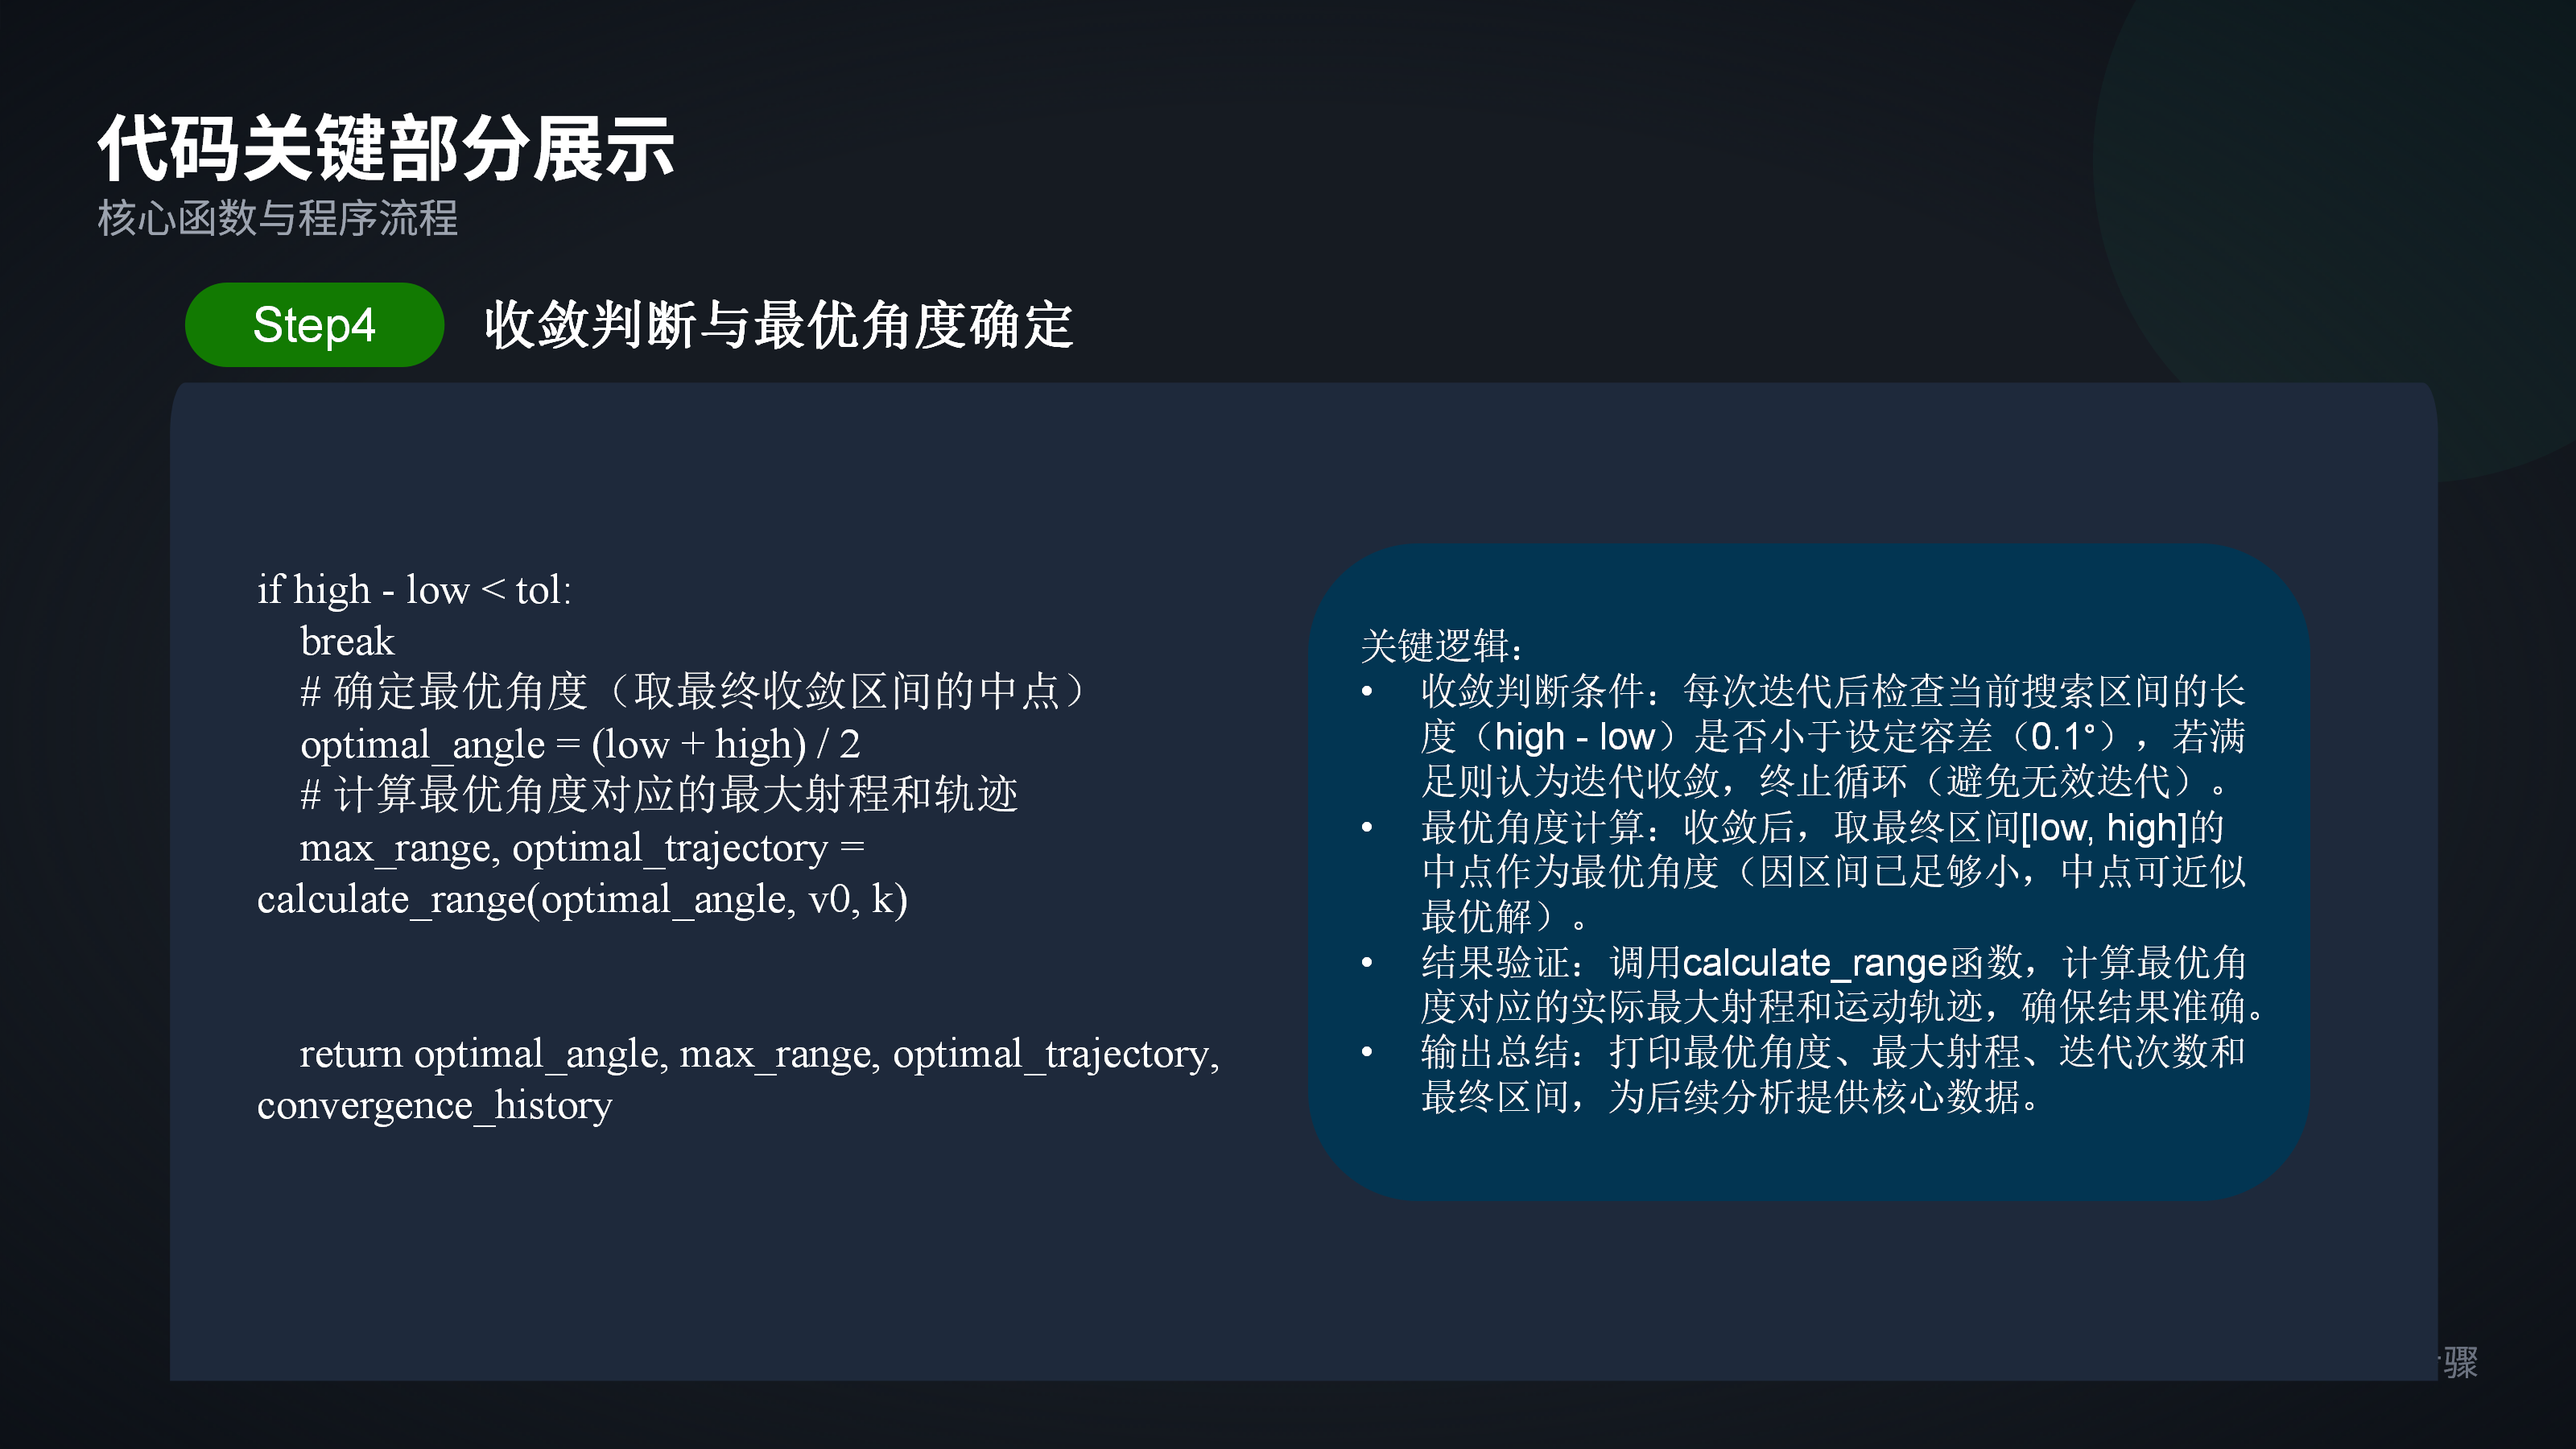 代码关键部分展示
核心函数与程序流程
Step4
收敛判断与最优角度确定
if high - low < tol:
break
# 确定最优角度（取最终收敛区间的中点）
optimal_angle = (low + high) / 2
# 计算最优角度对应的最大射程和轨迹
max_range, optimal_trajectory =
calculate_range(optimal_angle, v0, k)
return optimal_angle, max_range, optimal_trajectory,
convergence_history
关键逻辑：
• 收敛判断条件：每次迭代后检查当前搜索区间的长
度（high - low）是否小于设定容差（0.1°），若满
足则认为迭代收敛，终止循环（避免无效迭代）。
• 最优角度计算：收敛后，取最终区间[low, high]的
中点作为最优角度（因区间已足够小，中点可近似
最优解）。
• 结果验证：调用calculate_range函数，计算最优角
度对应的实际最大射程和运动轨迹，确保结果准确。
• 输出总结：打印最优角度、最大射程、迭代次数和
最终区间，为后续分析提供核心数据。
骤